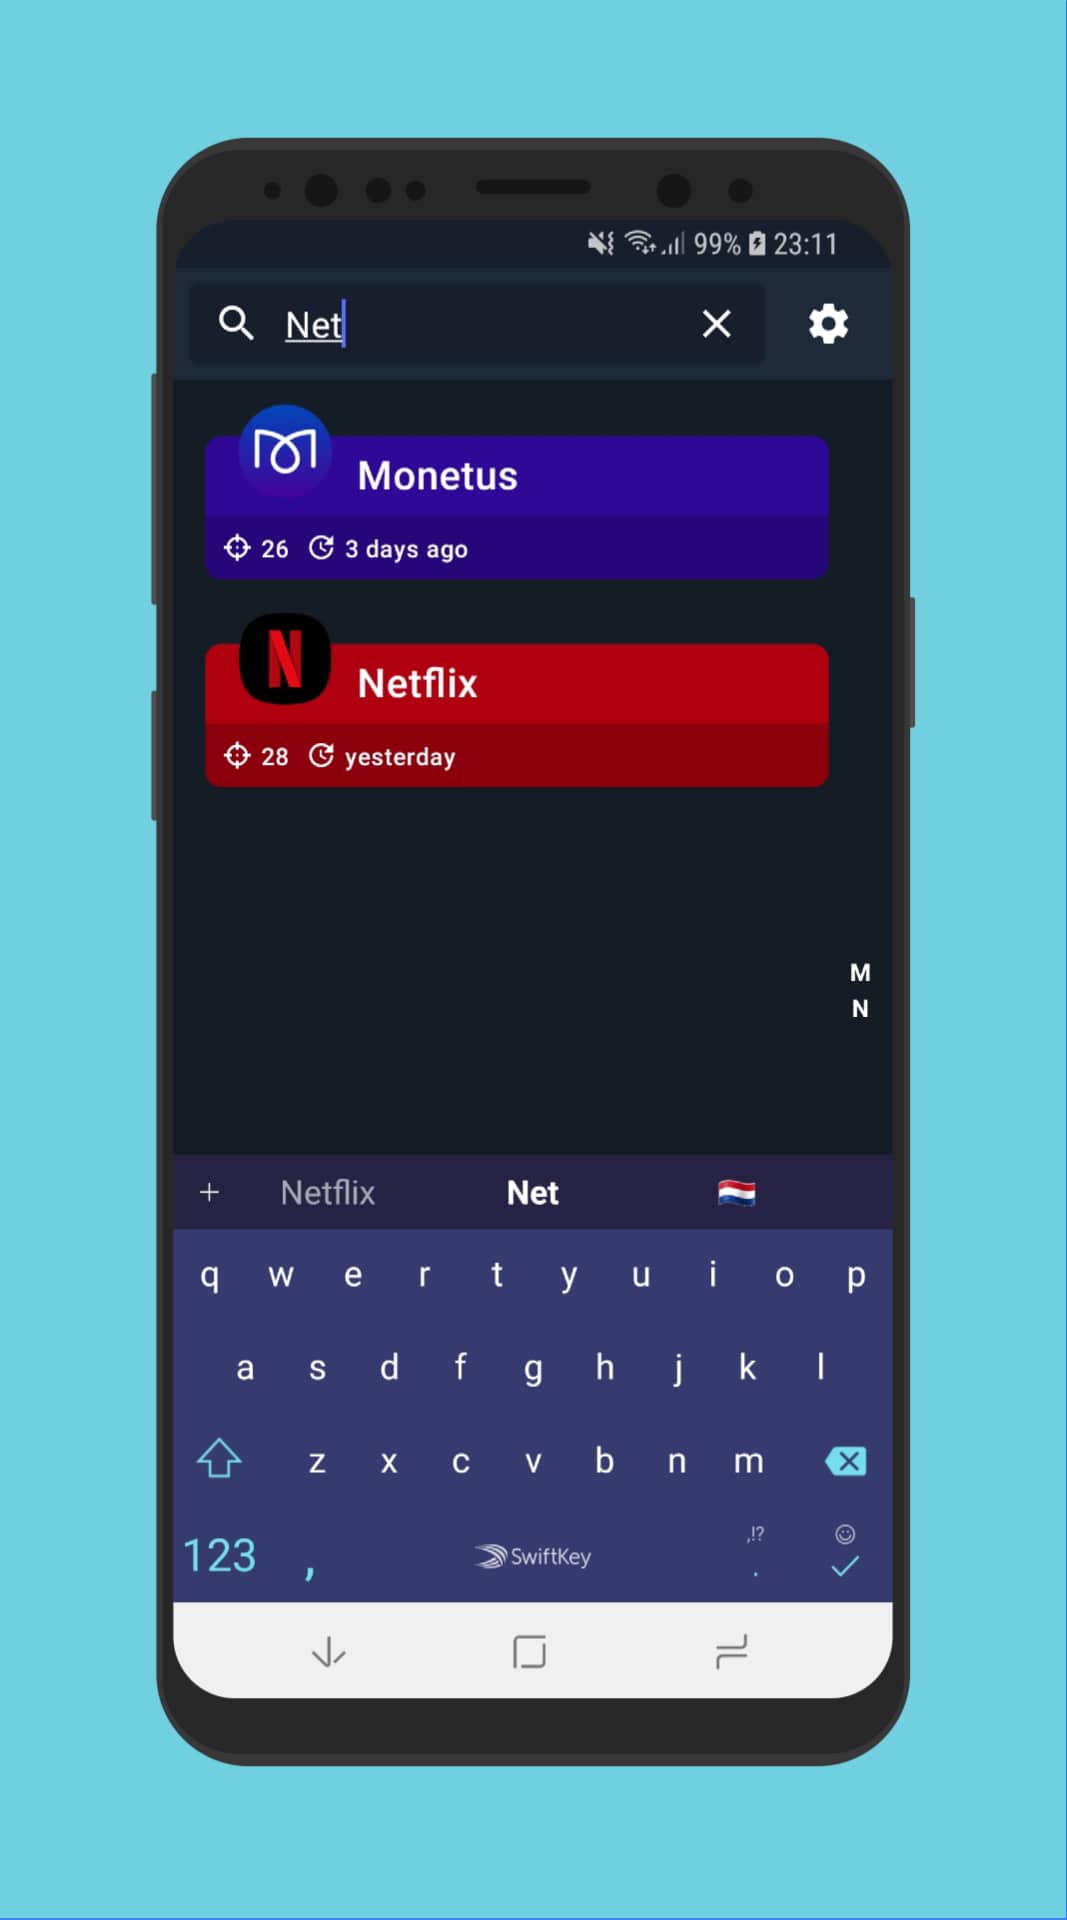 99% 23:11
Net
Monetus
26 3 days ago
N
Netflix
28 yesterday
M
N
+ Netflix Net 🇳🇱
q w e r t y u i o p
a s d f g h j k l
z x c v b n m
,!?
123 , SwiftKey .